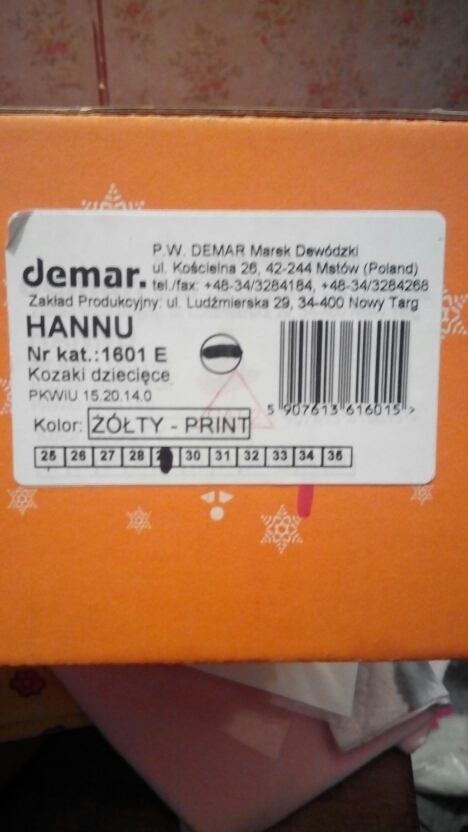 demar.
P.W. DEMAR Marek Dewódzki
ul. Kościelna 26, 42-244 Mstów (Poland)
tel./fax: +48-34/3284184, +48-34/3284268
Zakład Produkcyjny: ul. Ludźmierska 29, 34-400 Nowy Targ
HANNU
Nr kat.:1601 E
Kozaki dziecięce
PKWiU 15.20.14.0
5 907613 616015 >
Kolor: ŻÓŁTY - PRINT
25 26 27 28 30 31 32 33 34 35